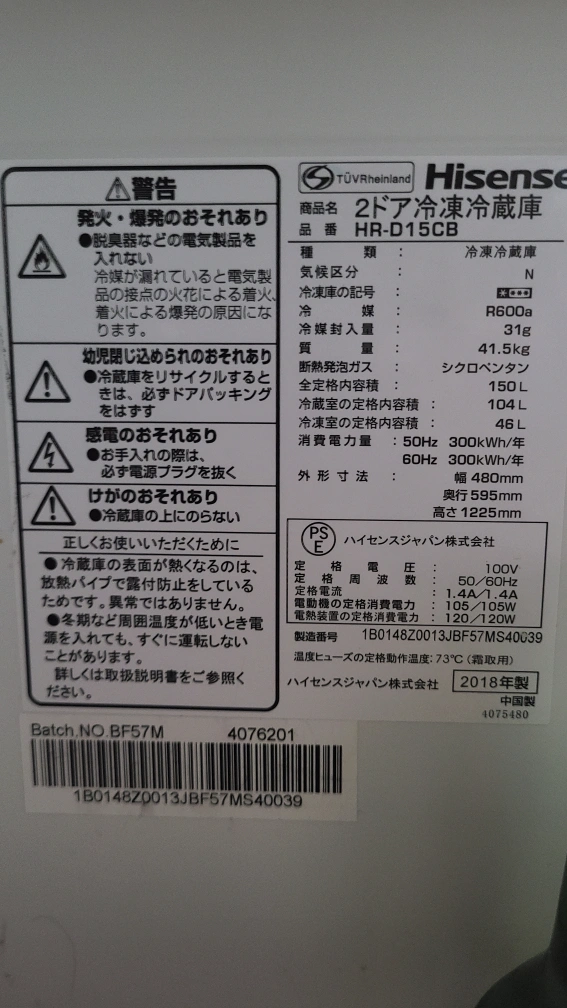 ⚠警告
発火・爆発のおそれあり
●脱臭器などの電気製品を
入れない
冷媒が漏れていると電気製
品の接点の火花による着火、
着火による爆発の原因にな
ります。
幼児閉じ込められのおそれあり
●冷蔵庫をリサイクルすると
きは、必ずドアパッキング
をはずす
感電のおそれあり
●お手入れの際は、
必ず電源プラグを抜く
けがのおそれあり
●冷蔵庫の上にのらない
正しくお使いいただくために
●冷蔵庫の表面が熱くなるのは、
放熱パイプで露付防止をしている
ためです。異常ではありません。
●冬期など周囲温度が低いとき電
源を入れても、すぐに運転しない
ことがあります。
詳しくは取扱説明書をご参照く
ださい。
TÜVRheinland Hisense
商品名 2ドア冷凍冷蔵庫
品番 HR-D15CB
種類 : 冷凍冷蔵庫
気候区分 : N
冷凍庫の記号 : ****
冷媒 : R600a
冷媒封入量 : 31g
質量 : 41.5kg
断熱発泡ガス : シクロペンタン
全定格内容積 : 150L
冷蔵室の定格内容積 : 104L
冷凍室の定格内容積 : 46L
消費電力量 : 50Hz 300kWh/年
60Hz 300kWh/年
外形寸法 : 幅 480mm
奥行 595mm
高さ 1225mm
PSE ハイセンスジャパン株式会社
定格電圧 : 100V
定格周波数 : 50/60Hz
定格電流 : 1.4A/1.4A
電動機の定格消費電力 : 105/105W
電熱装置の定格消費電力 : 120/120W
製造番号 1B0148Z0013JBF57MS40039
温度ヒューズの定格動作温度:73℃(霜取用)
ハイセンスジャパン株式会社 2018年製
中国製
4075480
Batch.NO.BF57M 4076201
1B0148Z0013JBF57MS40039